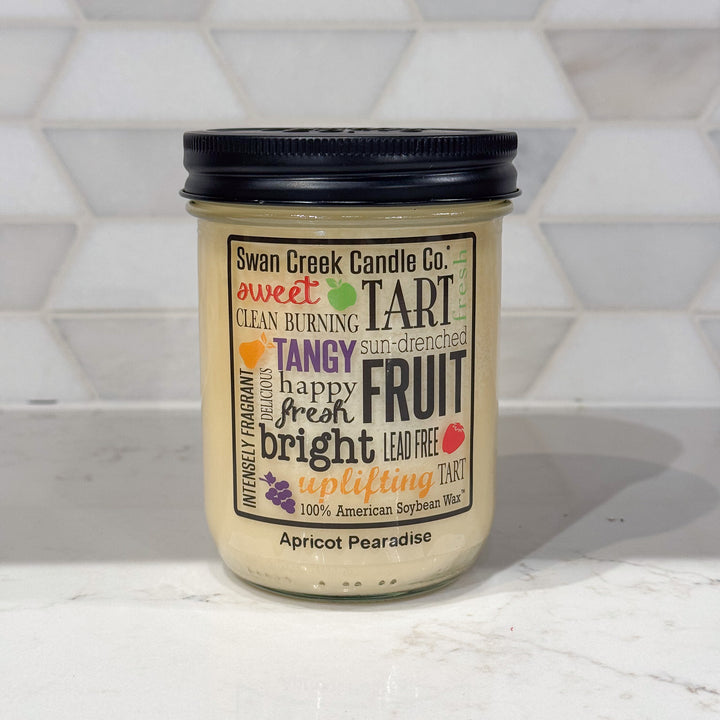 Swan Creek Candle Co.®
sweet
TART
fresh
CLEAN BURNING
sun-drenched
TANGY
FRUIT
DELICIOUS
happy
fresh
INTENSELY FRAGRANT
bright
LEAD FREE
uplifting
TART
100% American Soybean Wax™
Apricot Pearadise